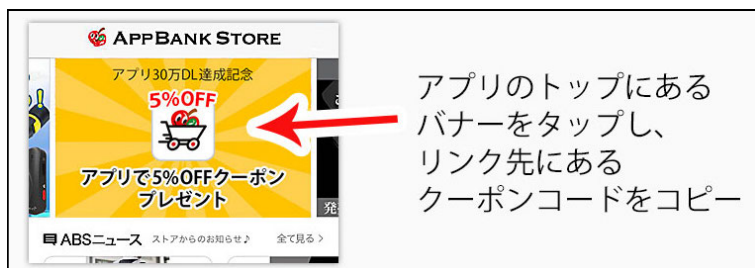 APPBANK STORE
アプリ30万DL達成記念
5%OFF
アプリで5%OFFクーポン
プレゼント
ABSニュース ストアからのお知らせ♪ 全て見る >
アプリのトップにある
バナーをタップし、
リンク先にある
クーポンコードをコピー